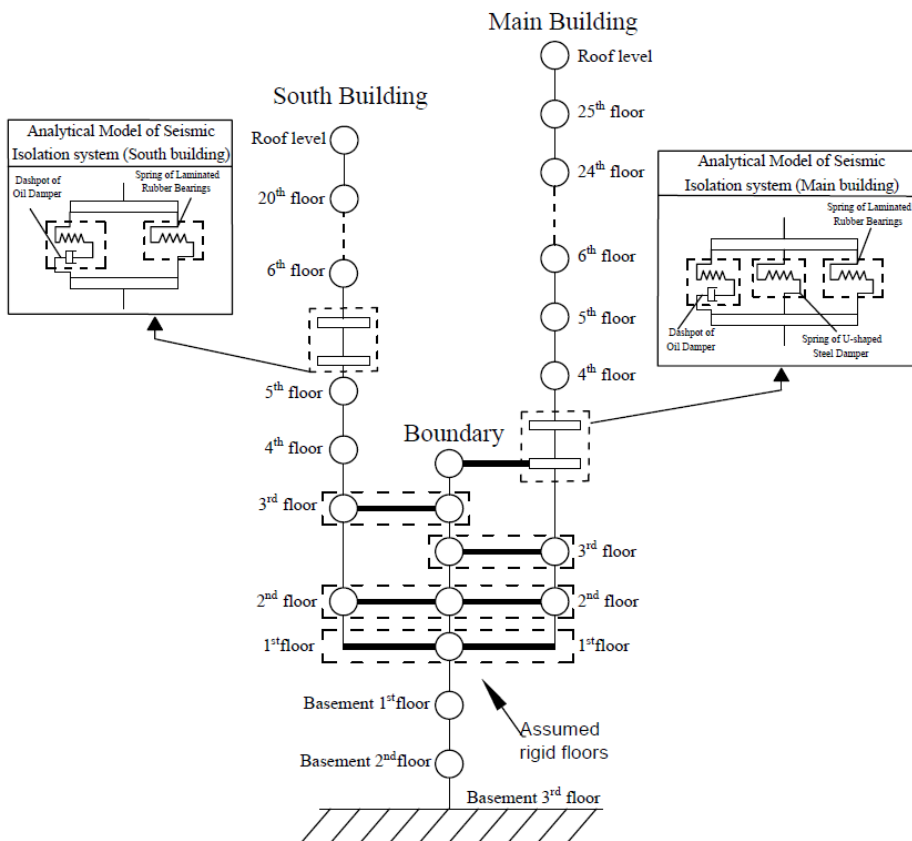 Main Building
Roof level
South Building
25th floor
Analytical Model of Seismic
Isolation system (South building)
Dashpot of
Oil Damper
Spring of Laminated
Rubber Bearings
Roof level
24th floor
Analytical Model of Seismic
Isolation system (Main building)
Spring of Laminated
Rubber Bearings
Dashpot of
Oil Damper
Spring of U-shaped
Steel Damper
20th floor
6th floor
6th floor
5th floor
5th floor
4th floor
4th floor
Boundary
3rd floor
3rd floor
2nd floor
2nd floor
1stfloor
1stfloor
Basement 1stfloor
Assumed
rigid floors
Basement 2ndfloor
Basement 3rd floor